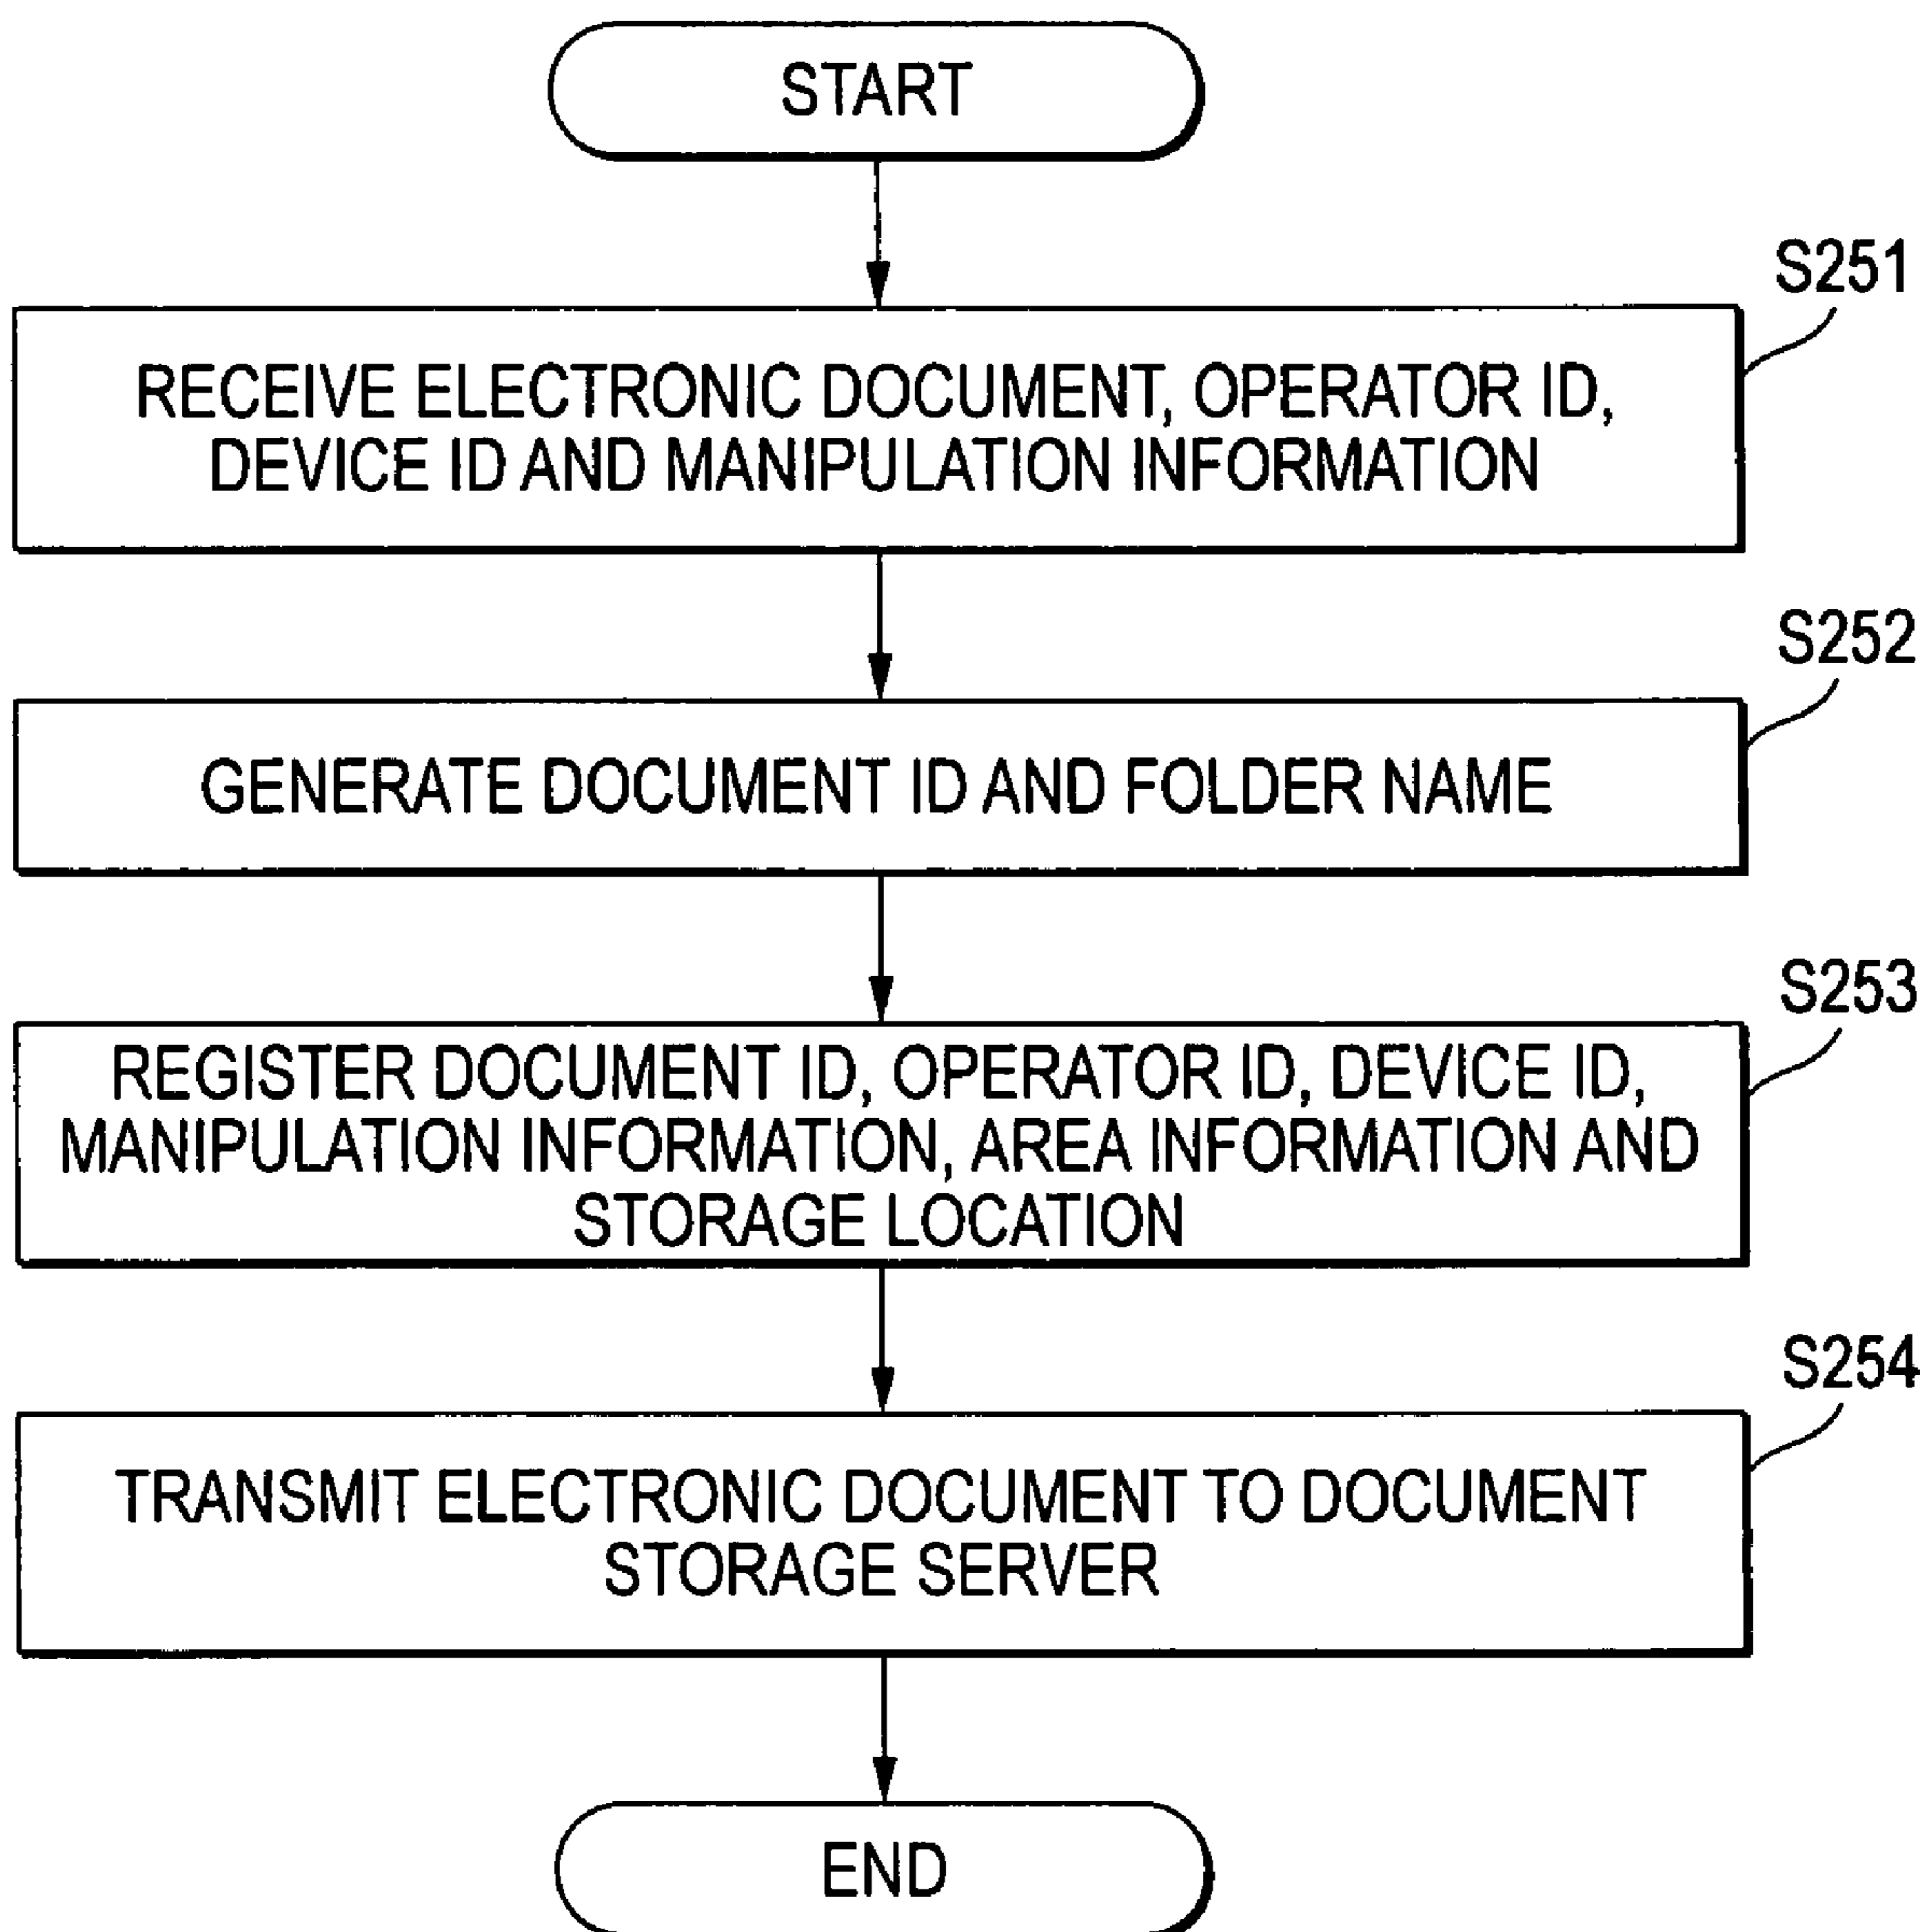 START
S251
RECEIVE ELECTRONIC DOCUMENT, OPERATOR ID,
DEVICE ID AND MANIPULATION INFORMATION
S252
GENERATE DOCUMENT ID AND FOLDER NAME
S253
REGISTER DOCUMENT ID, OPERATOR ID, DEVICE ID,
MANIPULATION INFORMATION, AREA INFORMATION AND
STORAGE LOCATION
S254
TRANSMIT ELECTRONIC DOCUMENT TO DOCUMENT
STORAGE SERVER
END